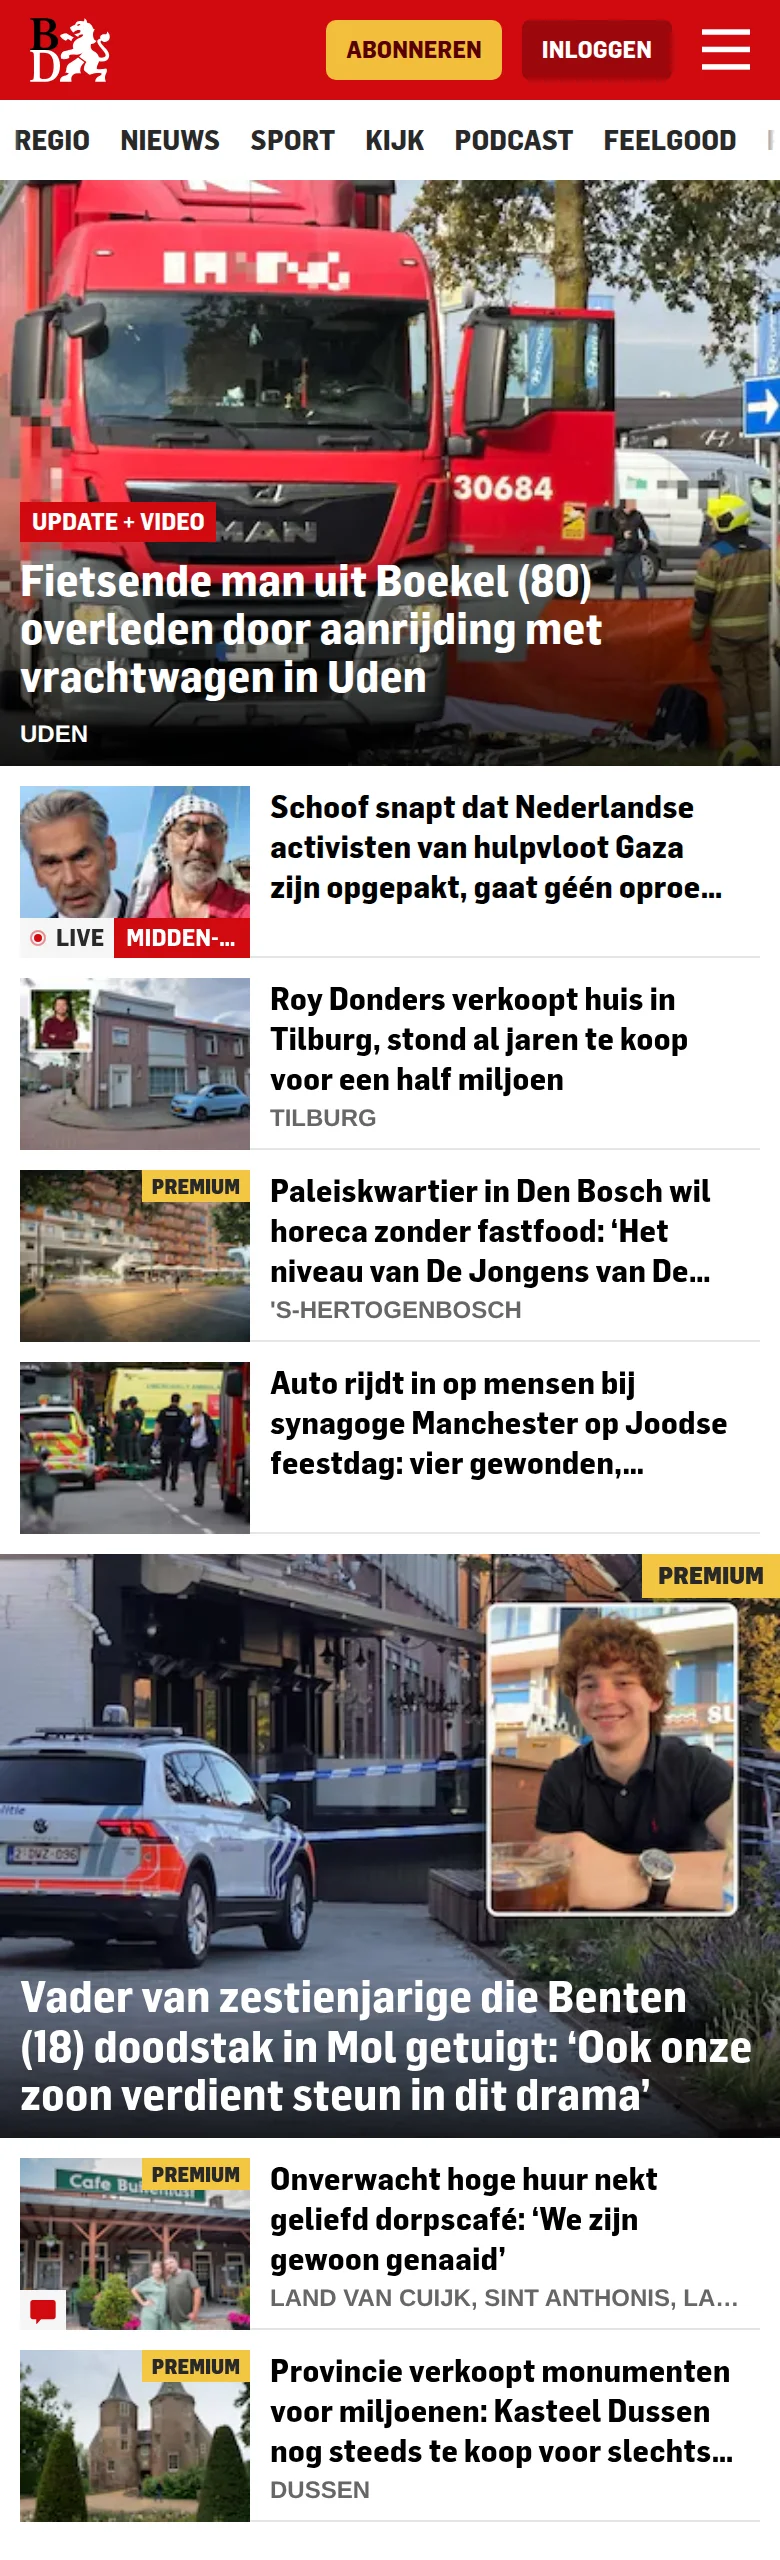 BD
ABONNEREN
INLOGGEN
REGIO NIEUWS SPORT KIJK PODCAST FEELGOOD
30684
MAN
UPDATE + VIDEO
Fietsende man uit Boekel (80)
overleden door aanrijding met
vrachtwagen in Uden
UDEN
Schoof snapt dat Nederlandse
activisten van hulpvloot Gaza
zijn opgepakt, gaat géén oproe...
LIVE
MIDDEN-...
Roy Donders verkoopt huis in
Tilburg, stond al jaren te koop
voor een half miljoen
TILBURG
PREMIUM
Paleiskwartier in Den Bosch wil
horeca zonder fastfood: ‘Het
niveau van De Jongens van De...
'S-HERTOGENBOSCH
Auto rijdt in op mensen bij
synagoge Manchester op Joodse
feestdag: vier gewonden,...
PREMIUM
Vader van zestienjarige die Benten
(18) doodstak in Mol getuigt: ‘Ook onze
zoon verdient steun in dit drama’
PREMIUM
Cafe
Onverwacht hoge huur nekt
geliefd dorpscafé: ‘We zijn
gewoon genaaid’
LAND VAN CUIJK, SINT ANTHONIS, LA...
PREMIUM
Provincie verkoopt monumenten
voor miljoenen: Kasteel Dussen
nog steeds te koop voor slechts...
DUSSEN